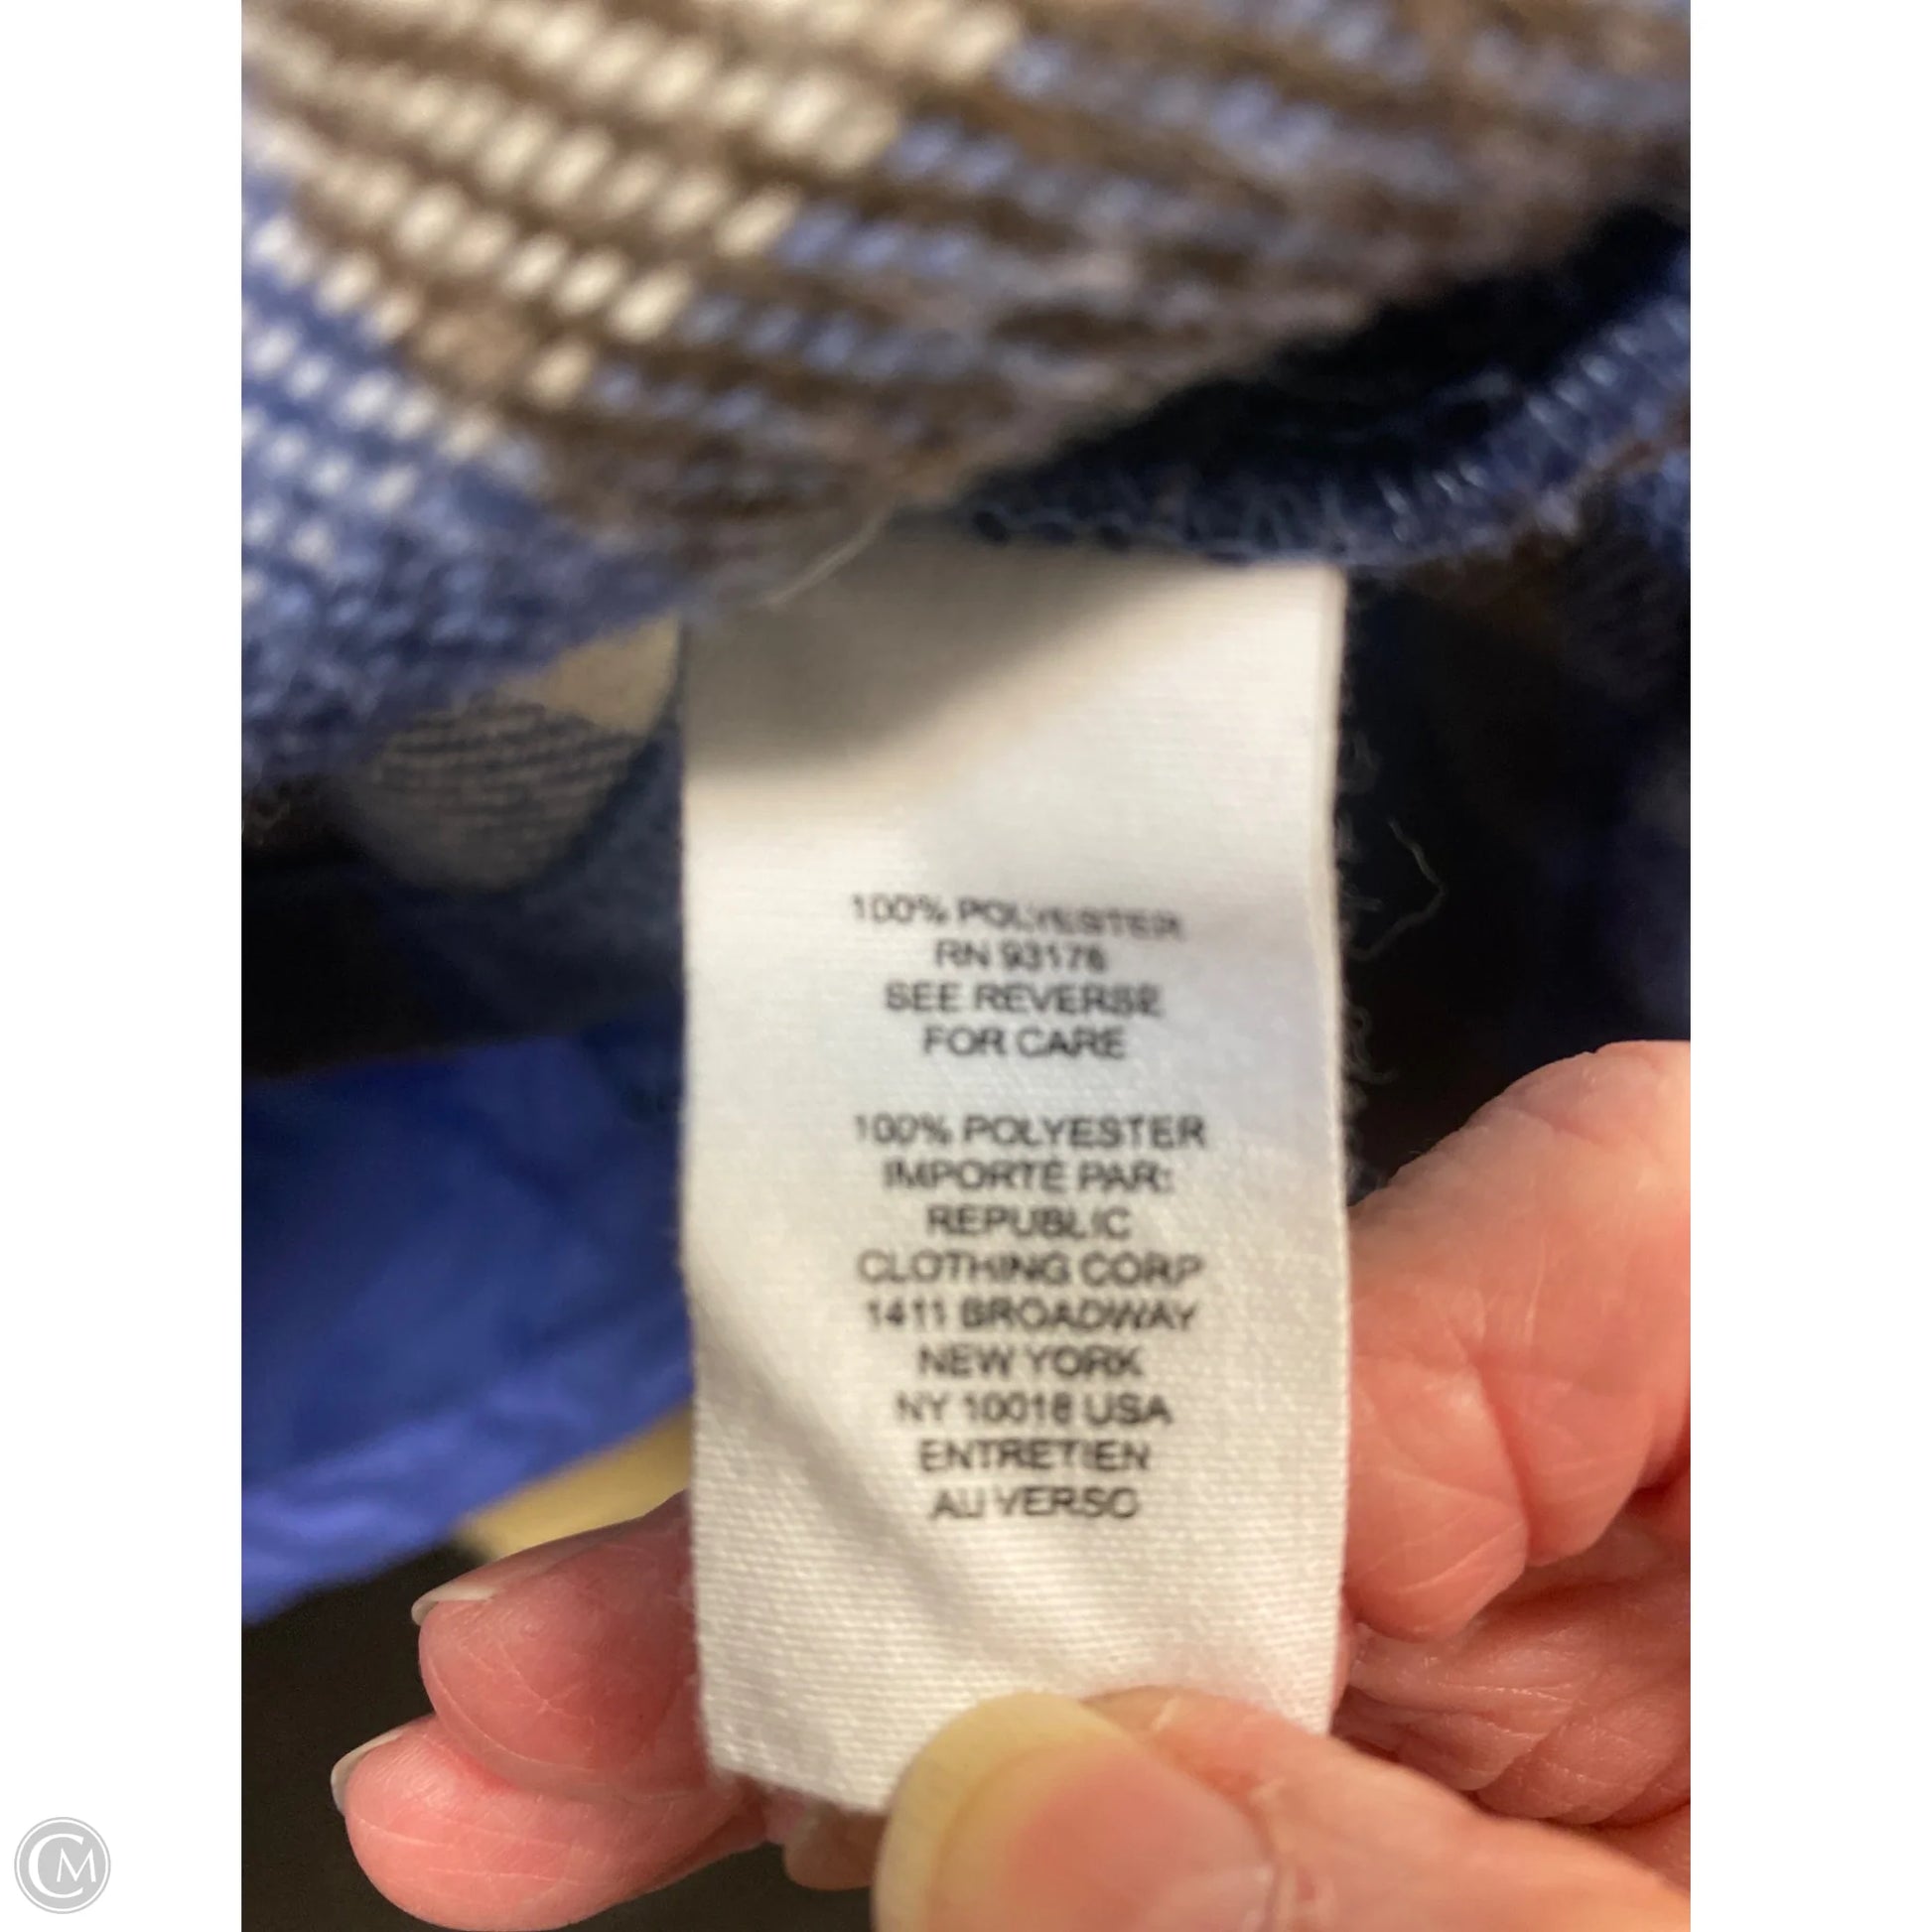 100% POLYESTER
RN 93176
SEE REVERSE
FOR CARE
100% POLYESTER
IMPORTÉ PAR:
REPUBLIC
CLOTHING CORP
1411 BROADWAY
NEW YORK
NY 10018 USA
ENTRETIEN
AU VERSO
CM